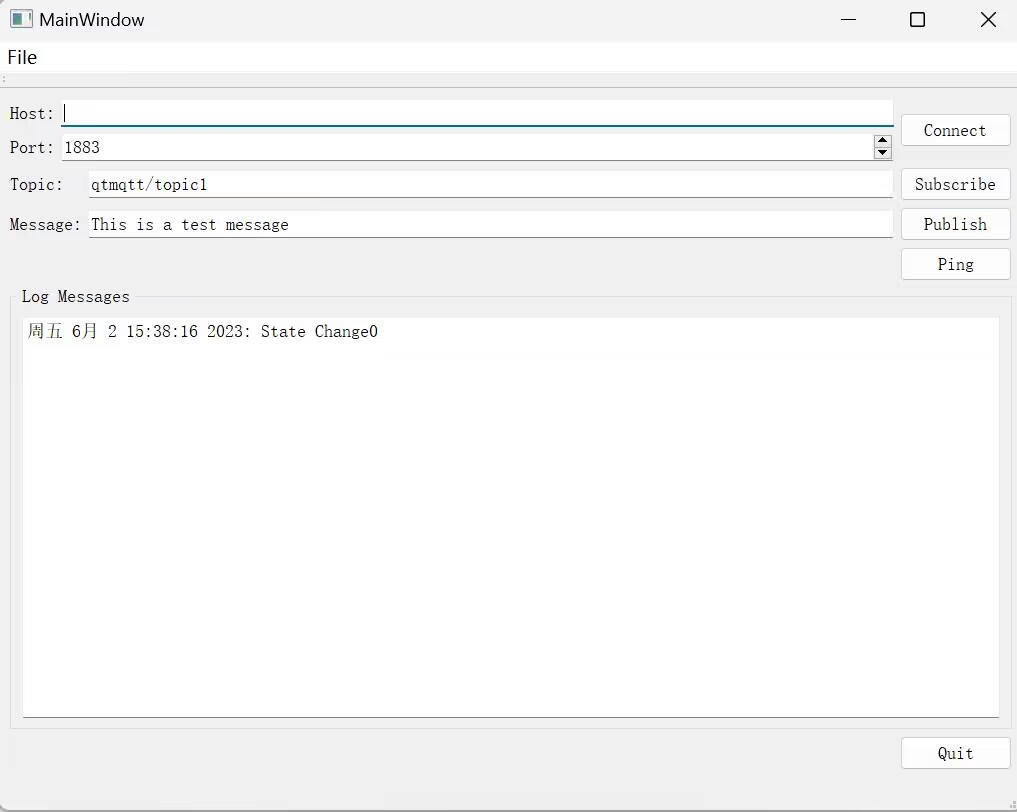 MainWindow
File
Host:
Connect
Port: 1883
Topic: qtmqtt/topic1
Subscribe
Message: This is a test message
Publish
Ping
Log Messages
周五 6月 2 15:38:16 2023: State Change0
Quit